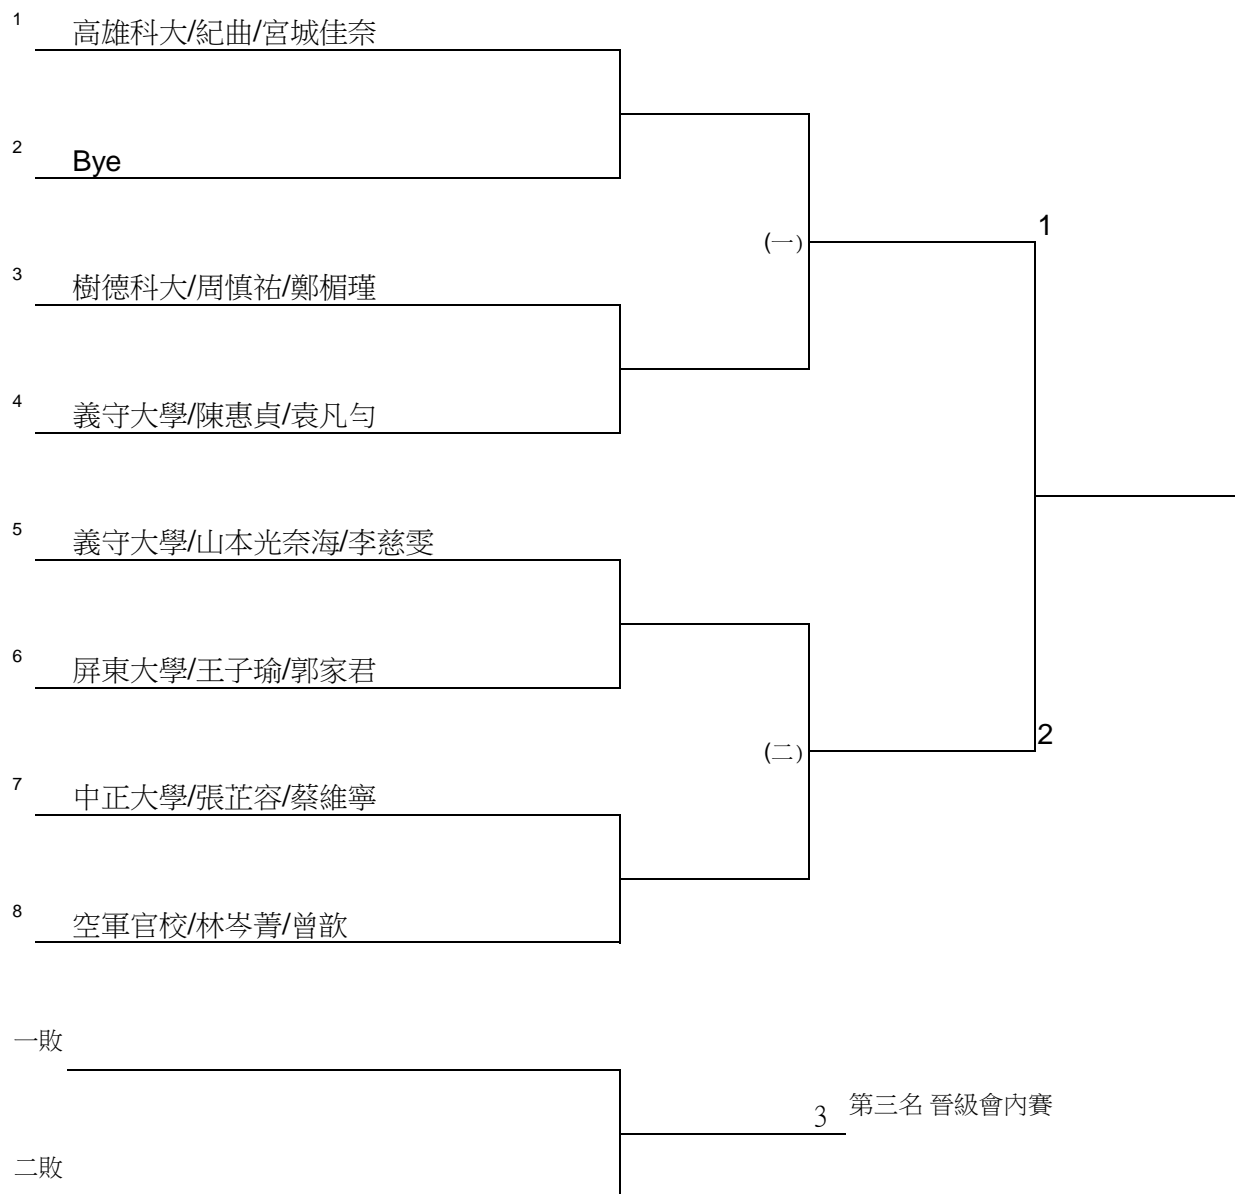 1
高雄科大/紀曲/宮城佳奈
2
Bye
1
(一)
3
樹德科大/周慎祐/鄭楣瑾
4
義守大學/陳惠貞/袁凡勻
5
義守大學/山本光奈海/李慈雯
6
屏東大學/王子瑜/郭家君
2
(二)
7
中正大學/張芷容/蔡維寧
8
空軍官校/林岑菁/曾歆
一敗
3 第三名 晉級會內賽
二敗